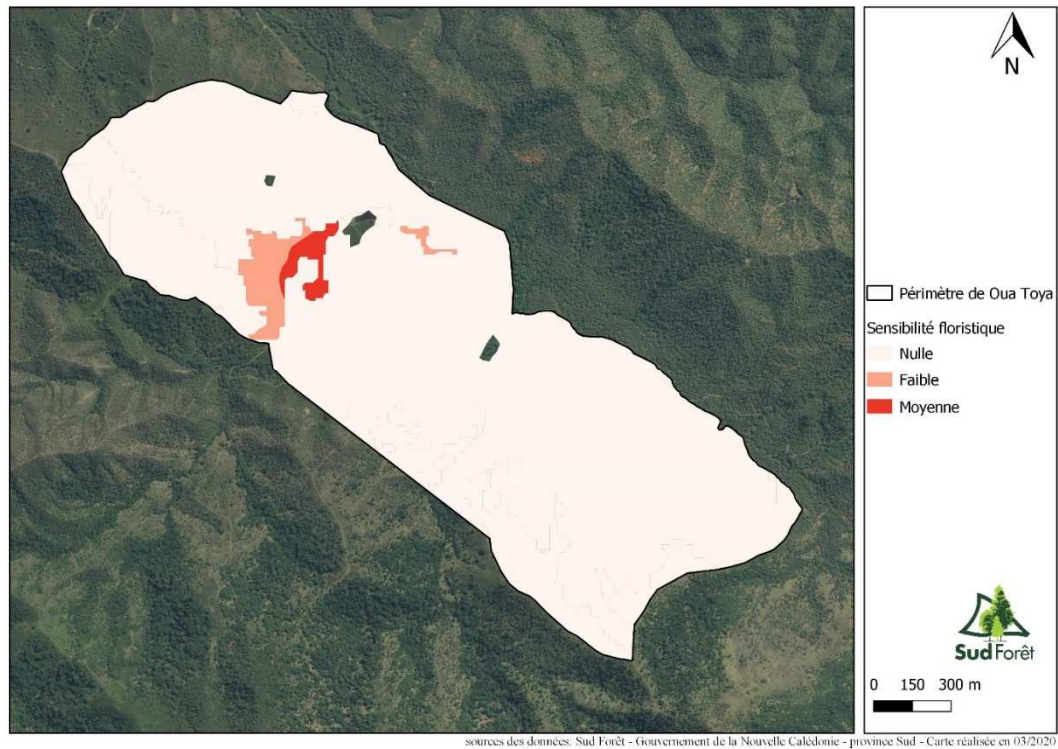 N
Périmètre de Oua Toya
Sensibilité floristique
Nulle
Faible
Moyenne
Sud Forêt
0 150 300 m
sources des données: Sud Forêt - Gouvernement de la Nouvelle Calédonie - province Sud - Carte réalisée en 03/2020